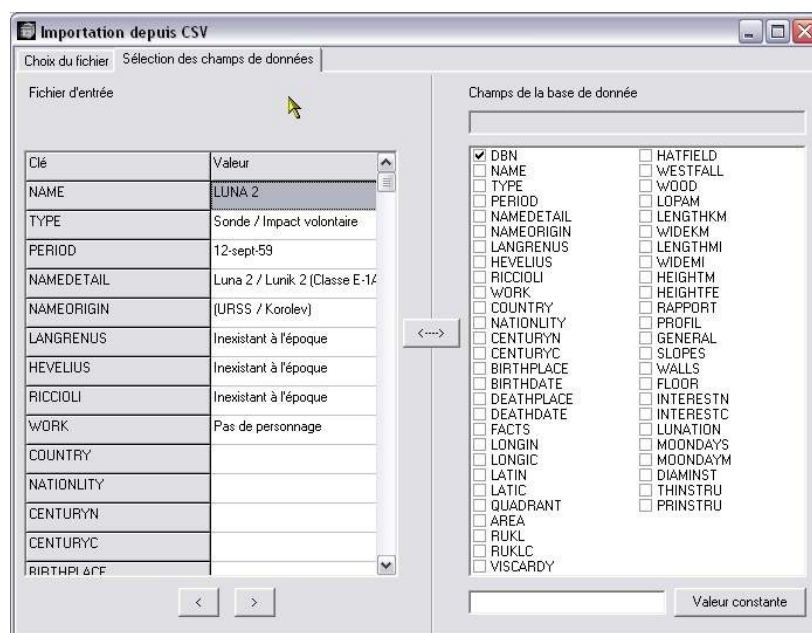 Importation depuis CSV
Choix du fichier
Sélection des champs de données
Fichier d'entrée
Clé Valeur
NAME LUNA 2
TYPE Sonde / Impact volontaire
PERIOD 12-sept-59
NAMEDETAIL Luna 2 / Lunik 2 (Classe E-1A
NAMEORIGIN (URSS / Korolev)
LANGRENUS Inexistant à l'époque
HEVELIUS Inexistant à l'époque
RICCIOLI Inexistant à l'époque
WORK Pas de personnage
COUNTRY
NATIONLITY
CENTURYN
CENTURYC
BIRTHPLACE
< >
<---->
Champs de la base de donnée
DBN
NAME
TYPE
PERIOD
NAMEDETAIL
NAMEORIGIN
LANGRENUS
HEVELIUS
RICCIOLI
WORK
COUNTRY
NATIONLITY
CENTURYN
CENTURYC
BIRTHPLACE
BIRTHDATE
DEATHPLACE
DEATHDATE
FACTS
LONGIN
LONGIC
LATIN
LATIC
QUADRANT
AREA
RUKL
RUKLC
VISCARDY
HATFIELD
WESTFALL
WOOD
LOPAM
LENGTHKM
WIDEKM
LENGTHMI
WIDEMI
HEIGHTM
HEIGHTFE
RAPPORT
PROFIL
GENERAL
SLOPES
WALLS
FLOOR
INTERESTN
INTERESTC
LUNATION
MOONDAYS
MOONDAYM
DIAMINST
THINSTRU
PRINSTRU
Valeur constante